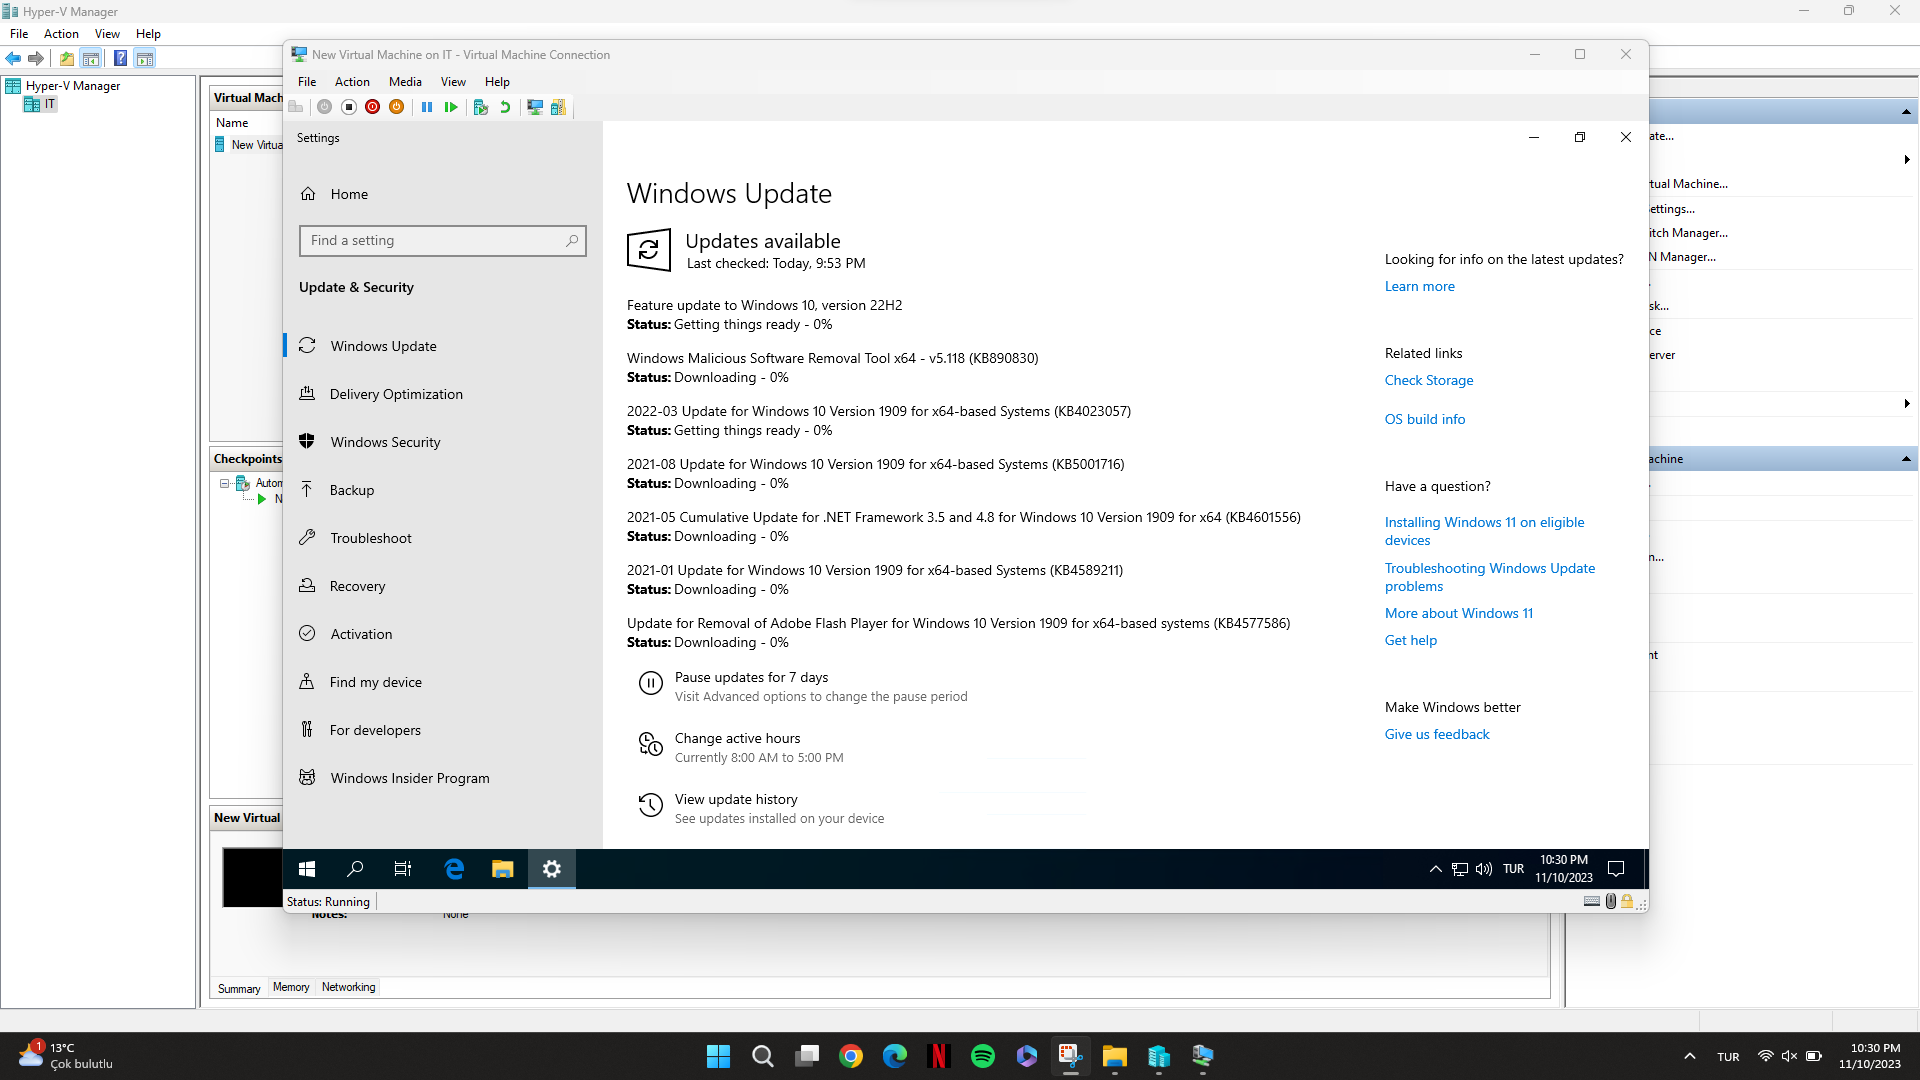 Hyper-V Manager
File Action View Help
Hyper-V Manager
IT
Virtual Mach
Name
New Virtua
Checkpoints
Autom
N
New Virtual
Notes: None
Summary Memory Networking
New Virtual Machine on IT - Virtual Machine Connection
File Action Media View Help
Settings
Home
Find a setting
Update & Security
Windows Update
Delivery Optimization
Windows Security
Backup
Troubleshoot
Recovery
Activation
Find my device
For developers
Windows Insider Program
Windows Update
Updates available
Last checked: Today, 9:53 PM
Feature update to Windows 10, version 22H2
Status: Getting things ready - 0%
Windows Malicious Software Removal Tool x64 - v5.118 (KB890830)
Status: Downloading - 0%
2022-03 Update for Windows 10 Version 1909 for x64-based Systems (KB4023057)
Status: Getting things ready - 0%
2021-08 Update for Windows 10 Version 1909 for x64-based Systems (KB5001716)
Status: Downloading - 0%
2021-05 Cumulative Update for .NET Framework 3.5 and 4.8 for Windows 10 Version 1909 for x64 (KB4601556)
Status: Downloading - 0%
2021-01 Update for Windows 10 Version 1909 for x64-based Systems (KB4589211)
Status: Downloading - 0%
Update for Removal of Adobe Flash Player for Windows 10 Version 1909 for x64-based systems (KB4577586)
Status: Downloading - 0%
Pause updates for 7 days
Visit Advanced options to change the pause period
Change active hours
Currently 8:00 AM to 5:00 PM
View update history
See updates installed on your device
Looking for info on the latest updates?
Learn more
Related links
Check Storage
OS build info
Have a question?
Installing Windows 11 on eligible
devices
Troubleshooting Windows Update
problems
More about Windows 11
Get help
Make Windows better
Give us feedback
TUR
10:30 PM
11/10/2023
Status: Running
ate...
tual Machine...
ettings...
itch Manager...
N Manager...
sk...
ce
erver
achine
n...
nt
1
13°C
Çok bulutlu
TUR
10:30 PM
11/10/2023